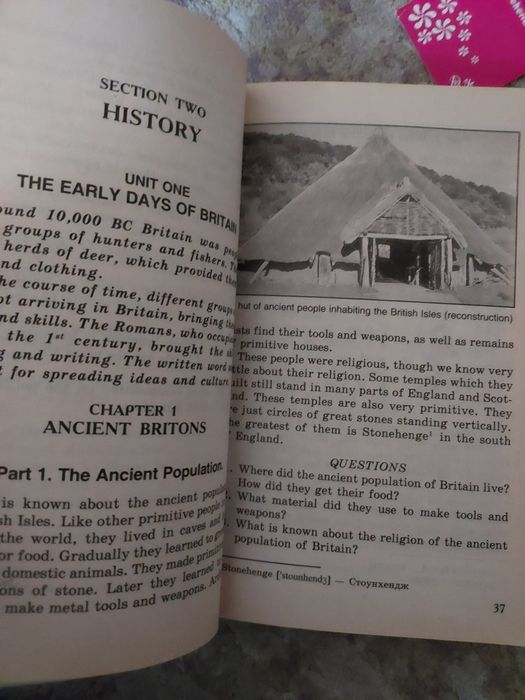 SECTION TWO
HISTORY
UNIT ONE
THE EARLY DAYS OF BRITAIN
10,000 BC Britain was
groups of hunters and fishers.
herds of deer, which provided
clothing.
course of time, different groups
arriving in Britain, bringing
and skills. The Romans, who
the 1st century, brought the
and writing. The written word
for spreading ideas and culture
CHAPTER 1
ANCIENT BRITONS
Part 1. The Ancient Population.
is known about the ancient
Isles. Like other primitive people
the world, they lived in caves and
for food. Gradually they learned to
domestic animals. They made
of stone. Later they learned
make metal tools and weapons.
hut of ancient people inhabiting the British Isles (reconstruction)
find their tools and weapons, as well as remains
primitive houses.
These people were religious, though we know very
about their religion. Some temples which they
still stand in many parts of England and Scot-
These temples are also very primitive. They
just circles of great stones standing vertically.
greatest of them is Stonehenge1 in the south
England.
QUESTIONS
Where did the ancient population of Britain live?
How did they get their food?
What material did they use to make tools and
weapons?
What is known about the religion of the ancient
population of Britain?
Stonehenge ['stounhendʒ] — Стоунхендж
37